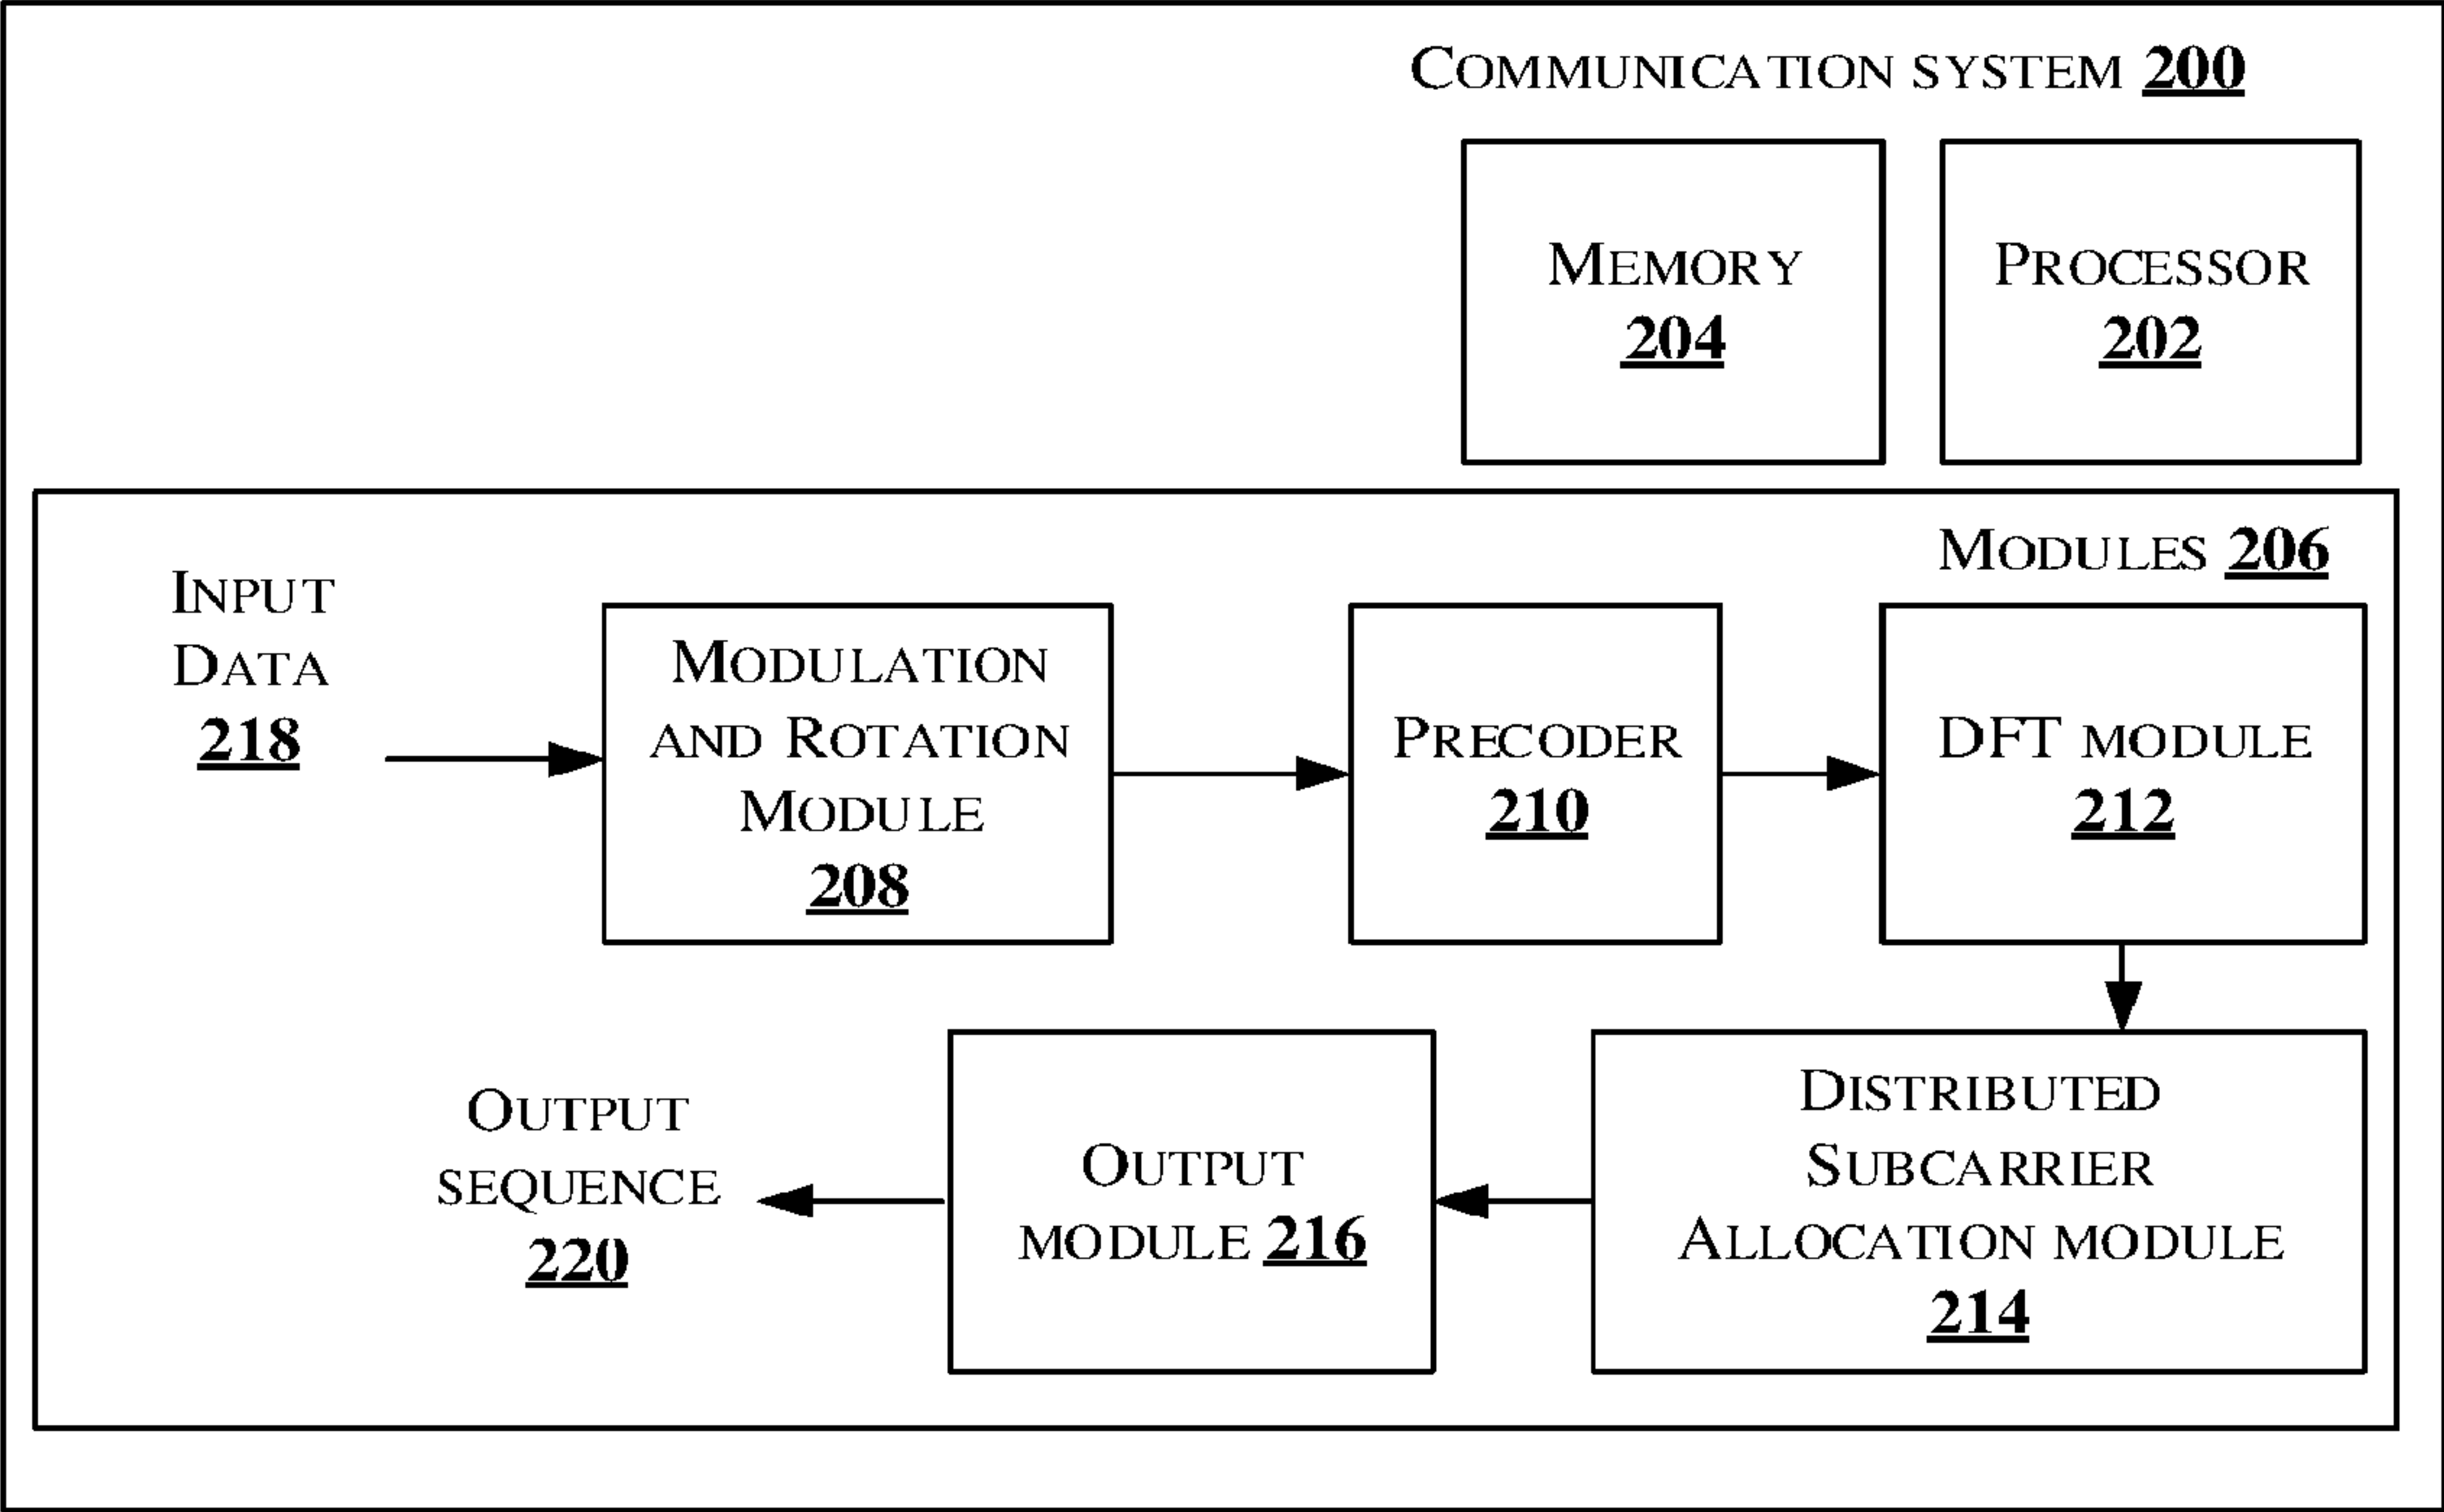 COMMUNICATION SYSTEM 200
MEMORY
204
PROCESSOR
202
MODULES 206
INPUT
DATA
218
MODULATION
AND ROTATION
MODULE
208
PRECODER
210
DFT MODULE
212
DISTRIBUTED
SUBCARRIER
ALLOCATION MODULE
214
OUTPUT
MODULE 216
OUTPUT
SEQUENCE
220